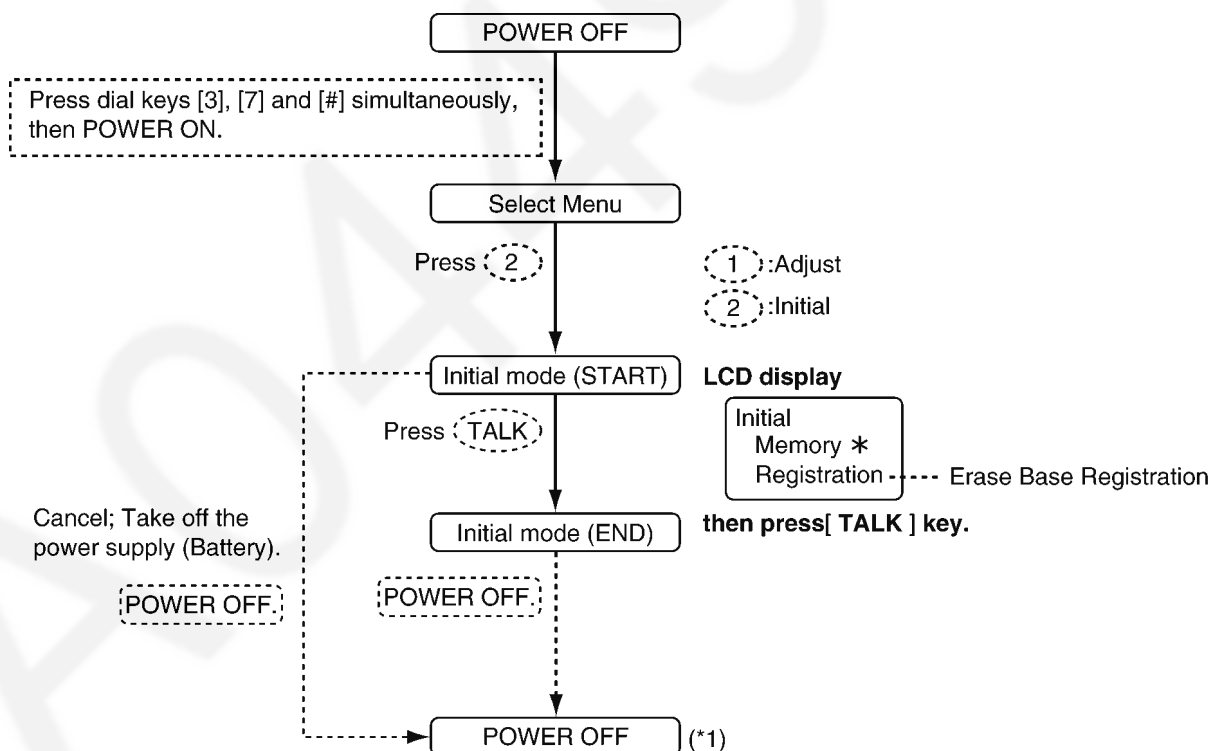 POWER OFF
Press dial keys [3], [7] and [#] simultaneously,
then POWER ON.
Select Menu
Press 2
1 :Adjust
2 :Initial
Initial mode (START)
LCD display
Press TALK
Initial
Memory *
Registration ----- Erase Base Registration
Cancel; Take off the
power supply (Battery).
Initial mode (END)
then press[ TALK ] key.
POWER OFF.
POWER OFF.
POWER OFF (*1)